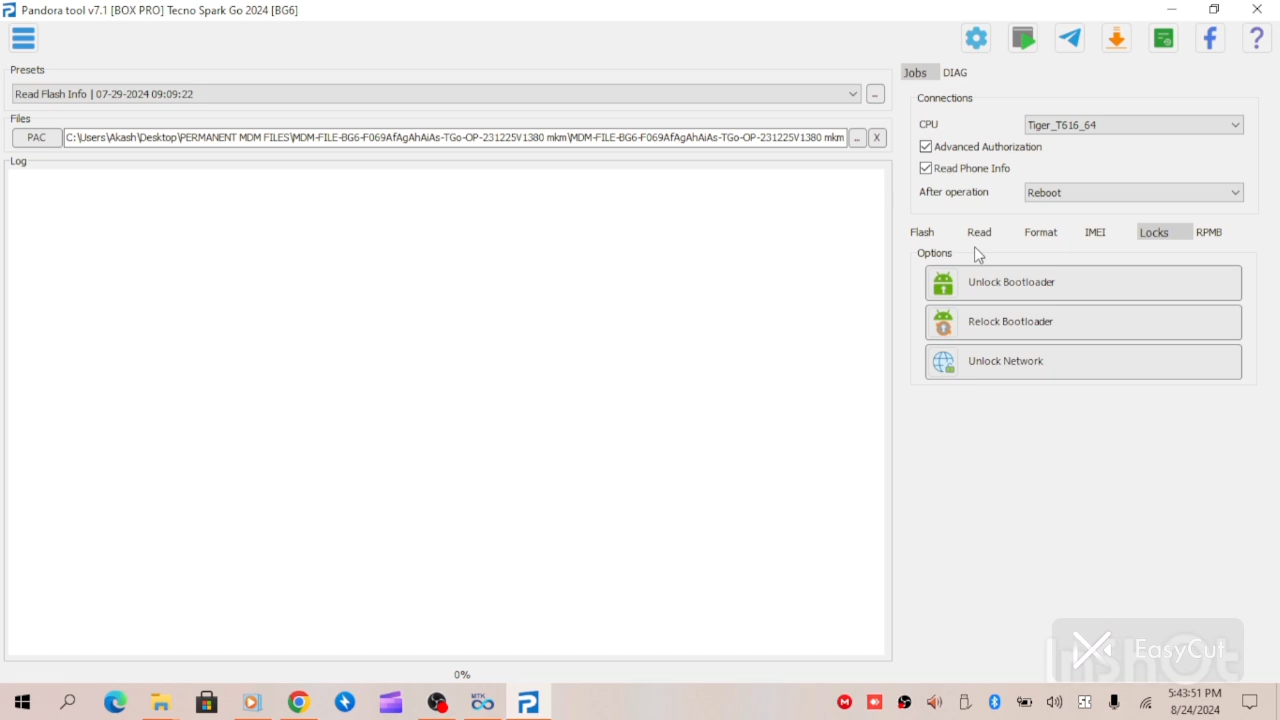 Pandora tool v7.1 [BOX PRO] Tecno Spark Go 2024 [BG6]
Presets
Read Flash Info | 07-29-2024 09:09:22
...
Files
PAC
C:\Users\Akash\Desktop\PERMANENT MDM FILES\MDM-FILE-BG6-F069AfAgAhAiAs-TGo-OP-231225V1380 mkm\MDM-FILE-BG6-F069AfAgAhAiAs-TGo-OP-231225V1380 mkm
...
X
Log
0%
Jobs
DIAG
Connections
CPU
Tiger_T616_64
Advanced Authorization
Read Phone Info
After operation
Reboot
Flash
Read
Format
IMEI
Locks
RPMB
Options
Unlock Bootloader
Relock Bootloader
Unlock Network
EasyCut
InShOt
MTK
5:43:51 PM
8/24/2024